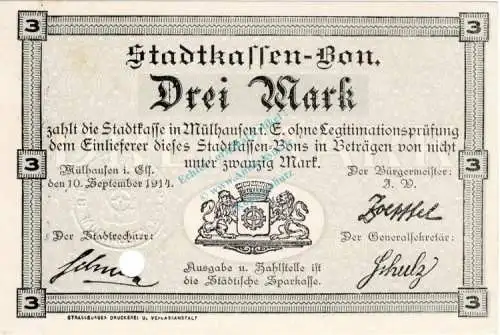 3 3
Stadtkassen-Bon.
Drei Mark
zahlt die Stadtkasse in Mülhausen i. E. ohne Legitimationsprüfung
dem Einlieferer dieses Stadtkassen-Bons in Beträgen von nicht
unter zwanzig Mark.
Mülhausen i. Els.
den 10. September 1914.
Der Bürgermeister:
I. V.
Der Stadtrechner:
Der Generalsekretär:
Schulz
Ausgabe u. Zahlstelle ist
die Städtische Sparkasse.
3 3
STRASSBURGER DRUCKEREI U. VERLAGSANSTALT